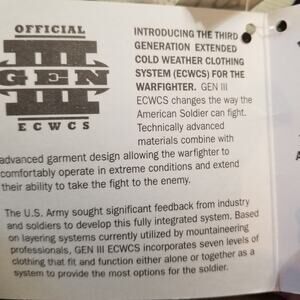 OFFICIAL
III
GEN
ECWCS
INTRODUCING THE THIRD
GENERATION EXTENDED
COLD WEATHER CLOTHING
SYSTEM (ECWCS) FOR THE
WARFIGHTER. GEN III
ECWCS changes the way the
American Soldier can fight.
Technically advanced
materials combine with
advanced garment design allowing the warfighter to
comfortably operate in extreme conditions and extend
their ability to take the fight to the enemy.
The U.S. Army sought significant feedback from industry
and soldiers to develop this fully integrated system. Based
on layering systems currently utilized by mountaineering
professionals, GEN III ECWCS incorporates seven levels of
clothing that fit and function either alone or together as a
system to provide the most options for the soldier.